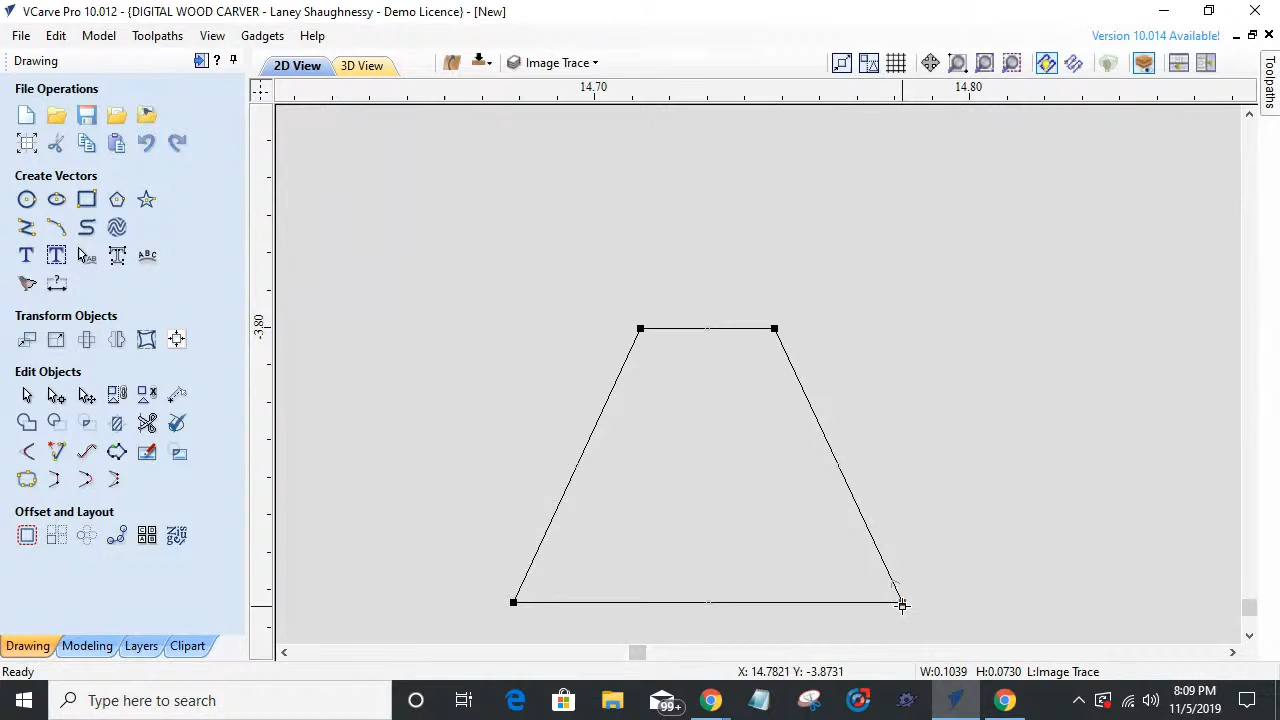 VCarve Pro 10.012 - {DIGITAL WOOD CARVER - Laney Shaughnessy - Demo Licence} - [New]
File Edit Model Toolpaths View Gadgets Help
Version 10.014 Available!
Drawing
2D View 3D View
Image Trace
Toolpaths
File Operations
14.70 14.80
Create Vectors
-3.80
Transform Objects
Edit Objects
Offset and Layout
Drawing Modeling Layers Clipart
Ready
X: 14.7821 Y: -3.8731
W:0.1039 H:0.0730 L:Image Trace
Type here to search
99+
8:09 PM
11/5/2019